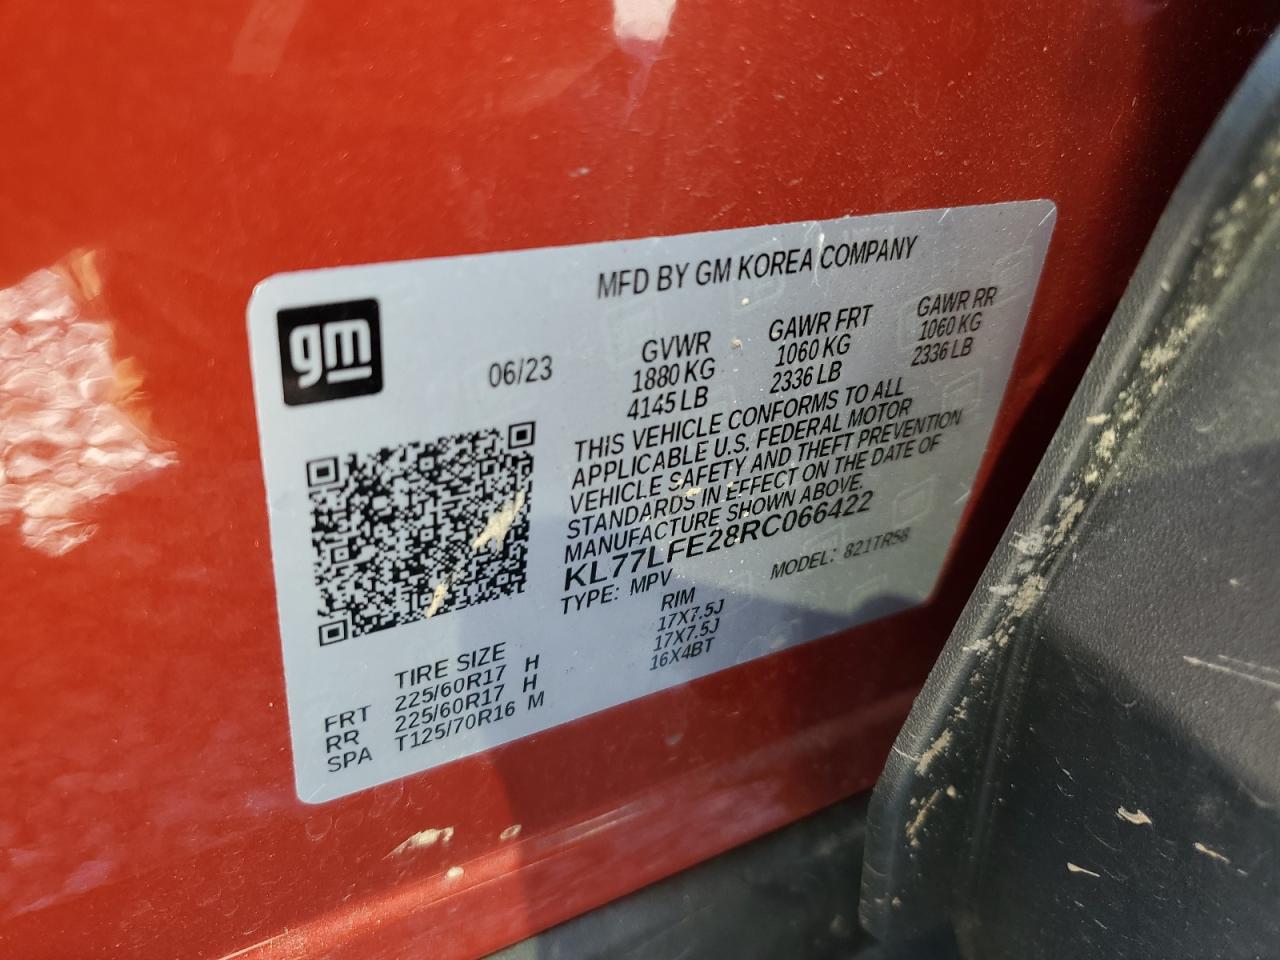 MFD BY GM KOREA COMPANY
gm
06/23
GVWR GAWR FRT GAWR RR
1880 KG 1060 KG 1060 KG
4145 LB 2336 LB 2336 LB
THIS VEHICLE CONFORMS TO ALL
APPLICABLE U.S. FEDERAL MOTOR
VEHICLE SAFETY AND THEFT PREVENTION
STANDARDS IN EFFECT ON THE DATE OF
MANUFACTURE SHOWN ABOVE.
KL77LFE28RC066422
TYPE: MPV MODEL: 821TR58
TIRE SIZE RIM
FRT 225/60R17 H 17X7.5J
RR 225/60R17 H 17X7.5J
SPA T125/70R16 M 16X4BT